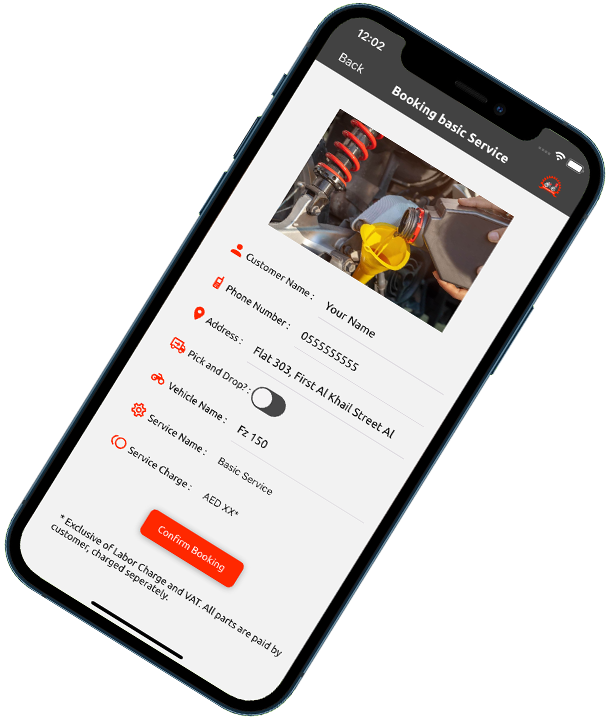 12:02
Back
Booking basic Service
Customer Name :
Your Name
Phone Number :
0555555555
Address :
Flat 303, First Al Khail Street Al
Pick and Drop? :
Vehicle Name :
Fz 150
Service Name :
Basic Service
Service Charge :
AED XX*
Confirm Booking
* Exclusive of Labor Charge and VAT. All parts are paid by
customer, charged seperately.